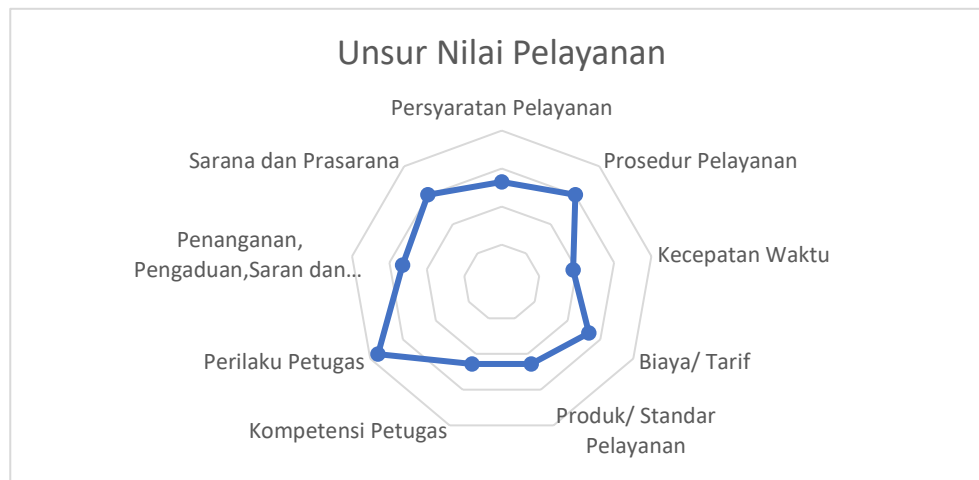 Unsur Nilai Pelayanan
Persyaratan Pelayanan
Prosedur Pelayanan
Kecepatan Waktu
Biaya/ Tarif
Produk/ Standar
Pelayanan
Kompetensi Petugas
Perilaku Petugas
Penanganan,
Pengaduan,Saran dan…
Sarana dan Prasarana